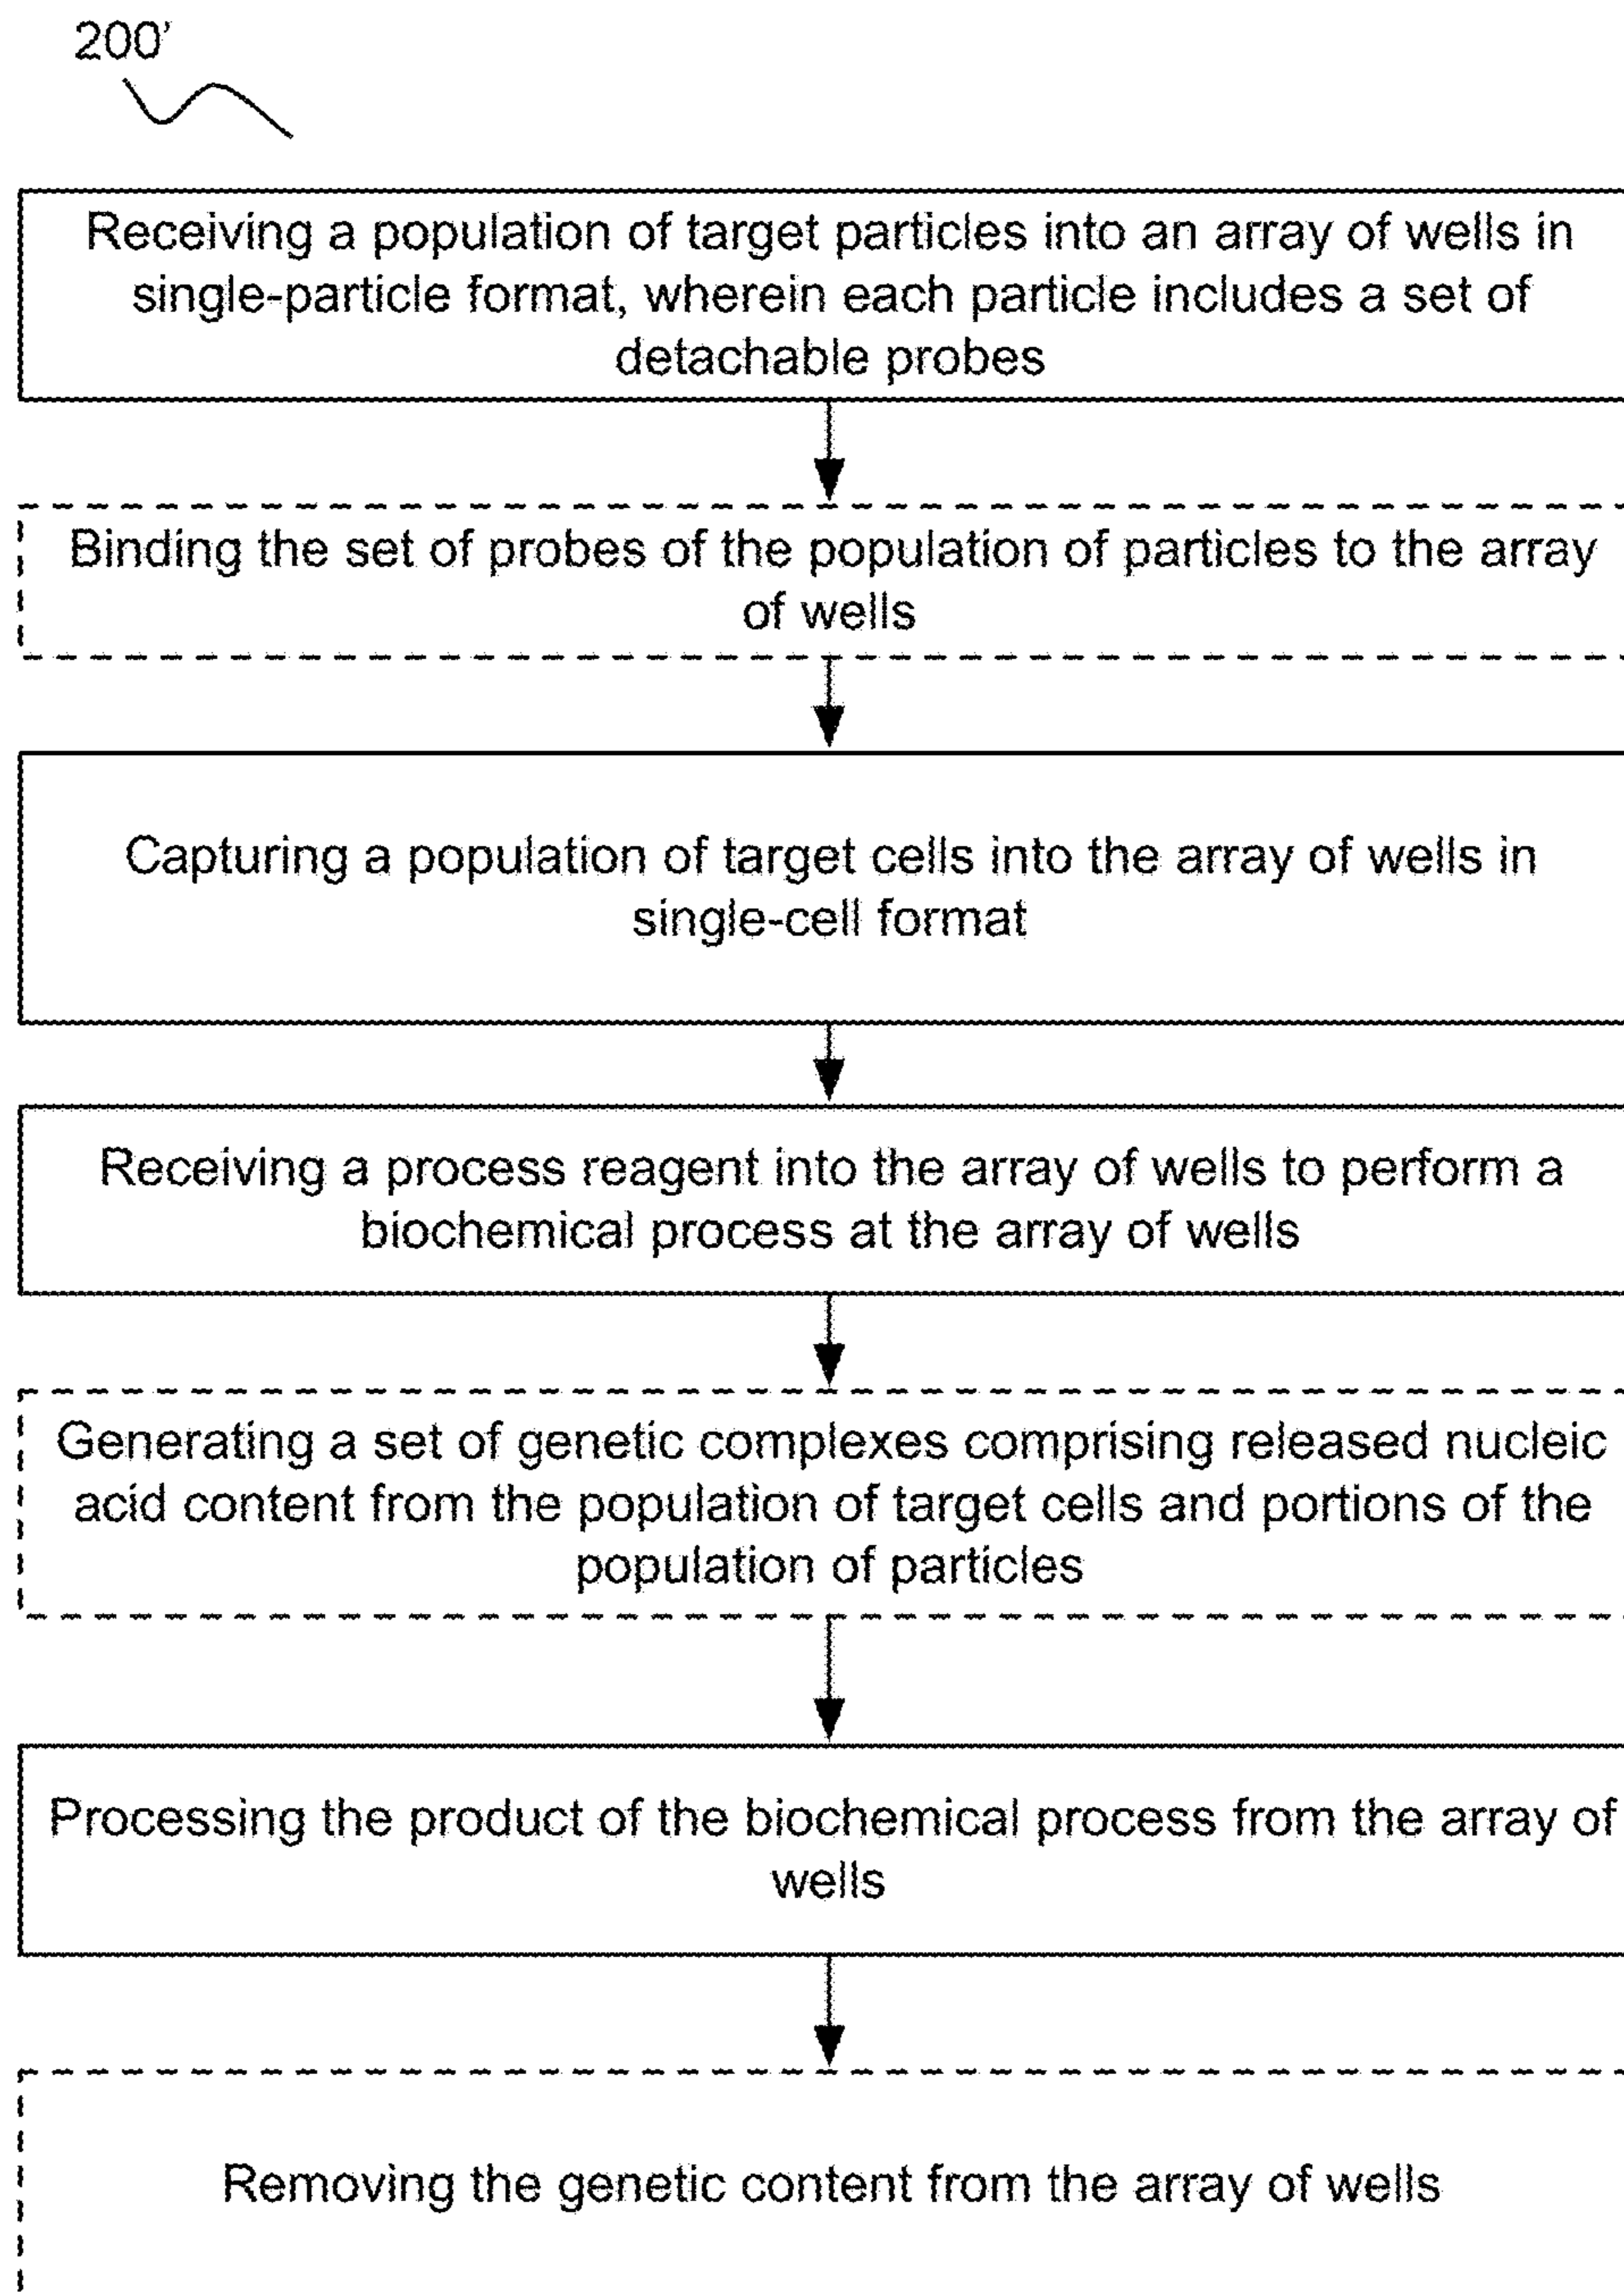 200'
Receiving a population of target particles into an array of wells in
single-particle format, wherein each particle includes a set of
detachable probes
Binding the set of probes of the population of particles to the array
of wells
Capturing a population of target cells into the array of wells in
single-cell format
Receiving a process reagent into the array of wells to perform a
biochemical process at the array of wells
Generating a set of genetic complexes comprising released nucleic
acid content from the population of target cells and portions of the
population of particles
Processing the product of the biochemical process from the array of
wells
Removing the genetic content from the array of wells